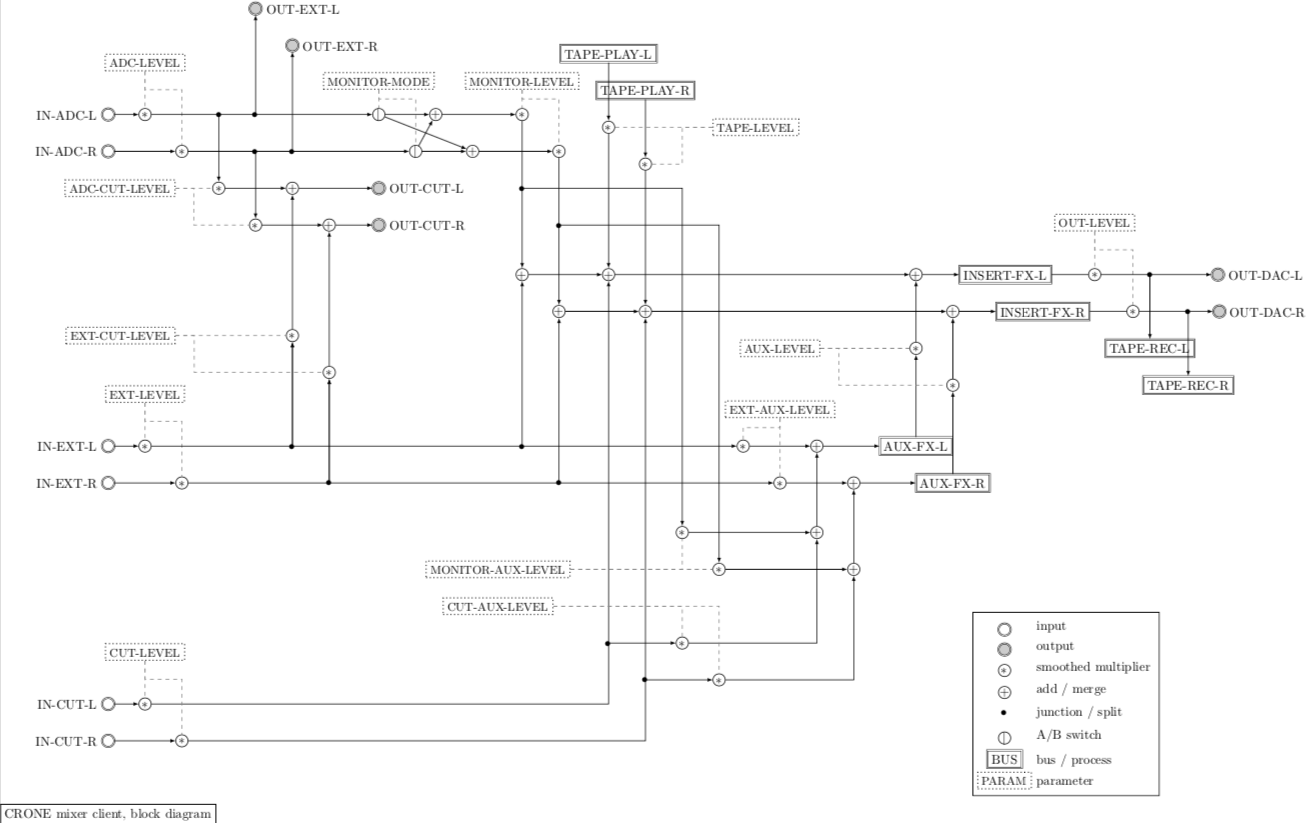 OUT-EXT-L
OUT-EXT-R
TAPE-PLAY-L
ADC-LEVEL
MONITOR-MODE
MONITOR-LEVEL
TAPE-PLAY-R
IN-ADC-L
TAPE-LEVEL
IN-ADC-R
ADC-CUT-LEVEL
OUT-CUT-L
OUT-CUT-R
OUT-LEVEL
INSERT-FX-L
OUT-DAC-L
INSERT-FX-R
OUT-DAC-R
EXT-CUT-LEVEL
AUX-LEVEL
TAPE-REC-L
TAPE-REC-R
EXT-LEVEL
EXT-AUX-LEVEL
IN-EXT-L
AUX-FX-L
IN-EXT-R
AUX-FX-R
MONITOR-AUX-LEVEL
CUT-AUX-LEVEL
CUT-LEVEL
IN-CUT-L
IN-CUT-R
input
output
smoothed multiplier
add / merge
junction / split
A/B switch
BUS bus / process
PARAM parameter
CRONE mixer client, block diagram